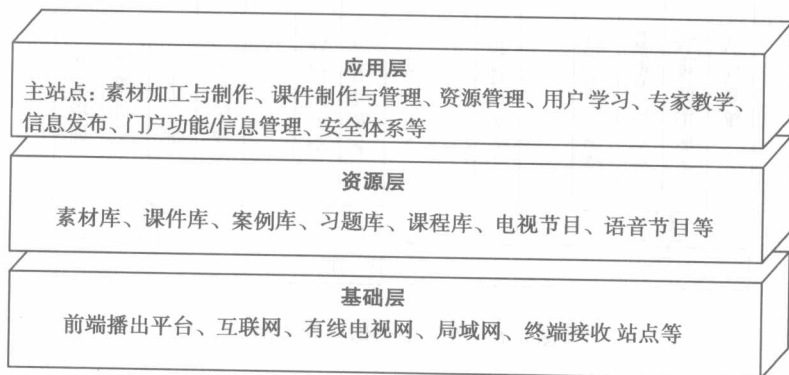 应用层
主站点：素材加工与制作、课件制作与管理、资源管理、用户学习、专家教学、
信息发布、门户功能/信息管理、安全体系等
资源层
素材库、课件库、案例库、习题库、课程库、电视节目、语音节目等
基础层
前端播出平台、互联网、有线电视网、局域网、终端接收站点等